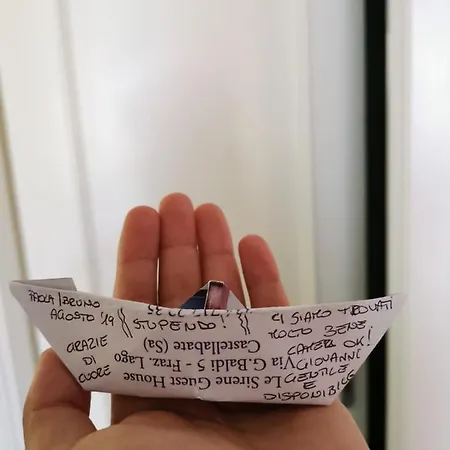 PAOLA/BRUNO
AGOSTO '19
GRAZIE
DI
CUORE
STUPENDO!
CI SIAMO TROVATI
MOLTO BENE
CAMERA OK!
GIOVANNI
GENTILE
E
DISPONIBILE
Le Sirene Guest House
Via G.Baldi 5 - Fraz. Lago
Castellabate (Sa)